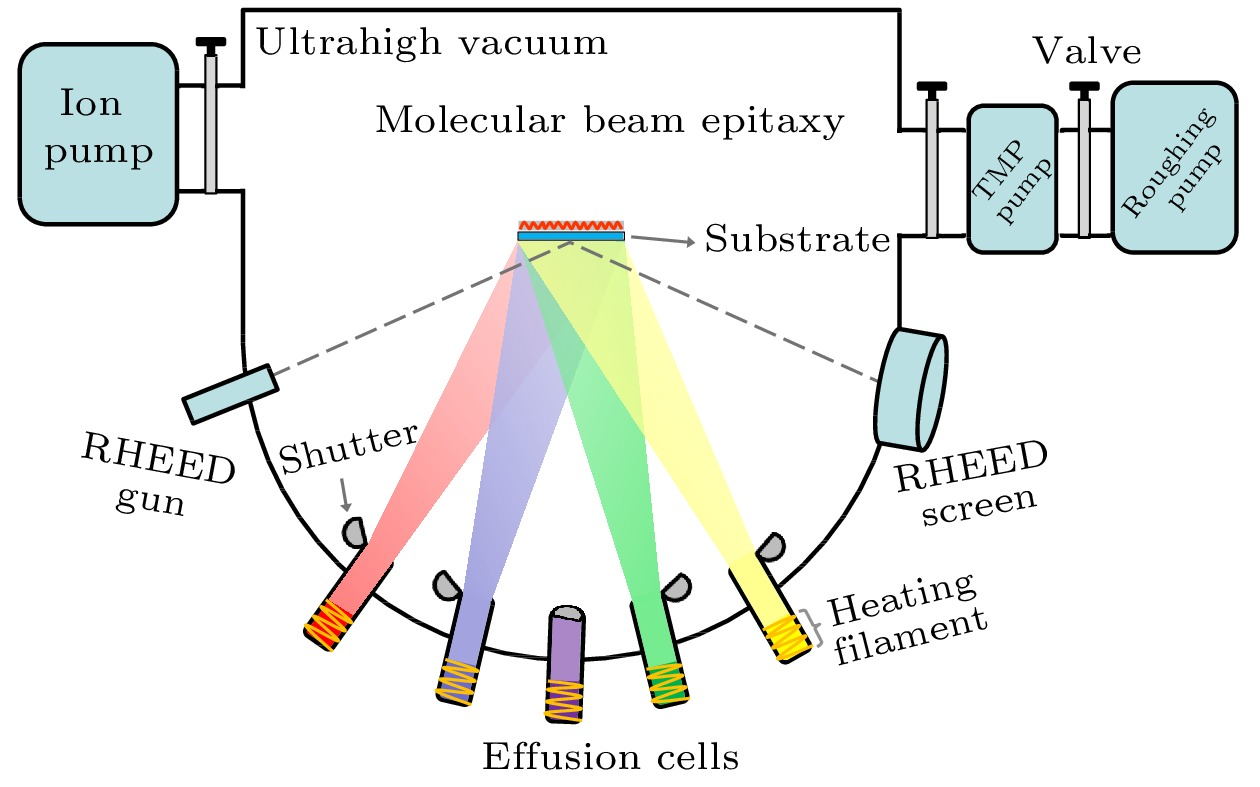 Ultrahigh vacuum
Valve
Ion
pump
Molecular beam epitaxy
TMP
pump
Roughing
pump
Substrate
Shutter
RHEED
gun
RHEED
screen
Heating
filament
Effusion cells